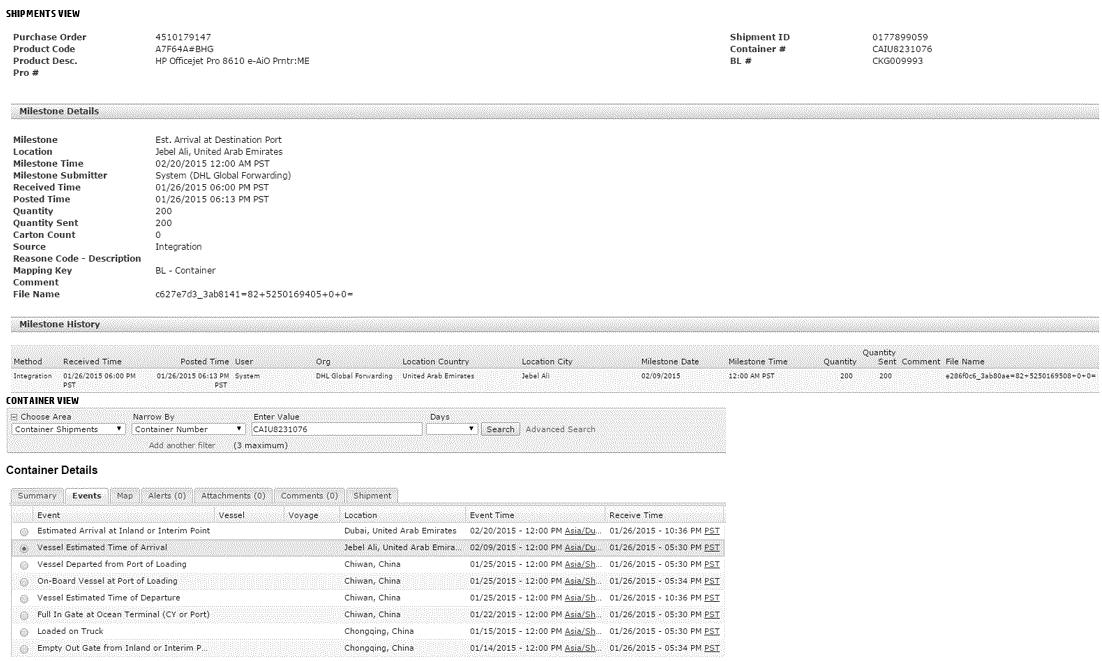 SHIPMENTS VIEW
Purchase Order 4510179147 Shipment ID 0177899059
Product Code A7F64A#BHG Container # CAIU8231076
Product Desc. HP Officejet Pro 8610 e-AiO Prntr:ME BL # CKG009993
Pro #
Milestone Details
Milestone Est. Arrival at Destination Port
Location Jebel Ali, United Arab Emirates
Milestone Time 02/20/2015 12:00 AM PST
Milestone Submitter System (DHL Global Forwarding)
Received Time 01/26/2015 06:00 PM PST
Posted Time 01/26/2015 06:13 PM PST
Quantity 200
Quantity Sent 200
Carton Count 0
Source Integration
Reasone Code - Description
Mapping Key BL - Container
Comment
File Name c627e7d3_3ab8141=82+5250169405+0+0=
Milestone History
Quantity
Method Received Time Posted Time User Org Location Country Location City Milestone Date Milestone Time Quantity Sent Comment File Name
Integration 01/26/2015 06:00 PM 01/26/2015 06:13 PM System DHL Global Forwarding United Arab Emirates Jebel Ali 02/09/2015 12:00 AM PST 200 200 e286f0c6_3ab80ae=82+5250169508+0+0=
PST PST
CONTAINER VIEW
Choose Area Narrow By Enter Value Days
Container Shipments Container Number CAIU8231076 Search Advanced Search
Add another filter (3 maximum)
Container Details
Summary Events Map Alerts (0) Attachments (0) Comments (0) Shipment
Event Vessel Voyage Location Event Time Receive Time
Estimated Arrival at Inland or Interim Point Dubai, United Arab Emirates 02/20/2015 - 12:00 PM Asia/Du... 01/26/2015 - 10:36 PM PST
Vessel Estimated Time of Arrival Jebel Ali, United Arab Emira... 02/09/2015 - 12:00 PM Asia/Du... 01/26/2015 - 05:30 PM PST
Vessel Departed from Port of Loading Chiwan, China 01/25/2015 - 12:00 PM Asia/Sh... 01/26/2015 - 05:30 PM PST
On-Board Vessel at Port of Loading Chiwan, China 01/25/2015 - 12:00 PM Asia/Sh... 01/26/2015 - 05:34 PM PST
Vessel Estimated Time of Departure Chiwan, China 01/25/2015 - 12:00 PM Asia/Sh... 01/26/2015 - 10:36 PM PST
Full In Gate at Ocean Terminal (CY or Port) Chiwan, China 01/22/2015 - 12:00 PM Asia/Sh... 01/26/2015 - 05:30 PM PST
Loaded on Truck Chongqing, China 01/15/2015 - 12:00 PM Asia/Sh... 01/26/2015 - 05:30 PM PST
Empty Out Gate from Inland or Interim P... Chongqing, China 01/14/2015 - 12:00 PM Asia/Sh... 01/26/2015 - 05:34 PM PST